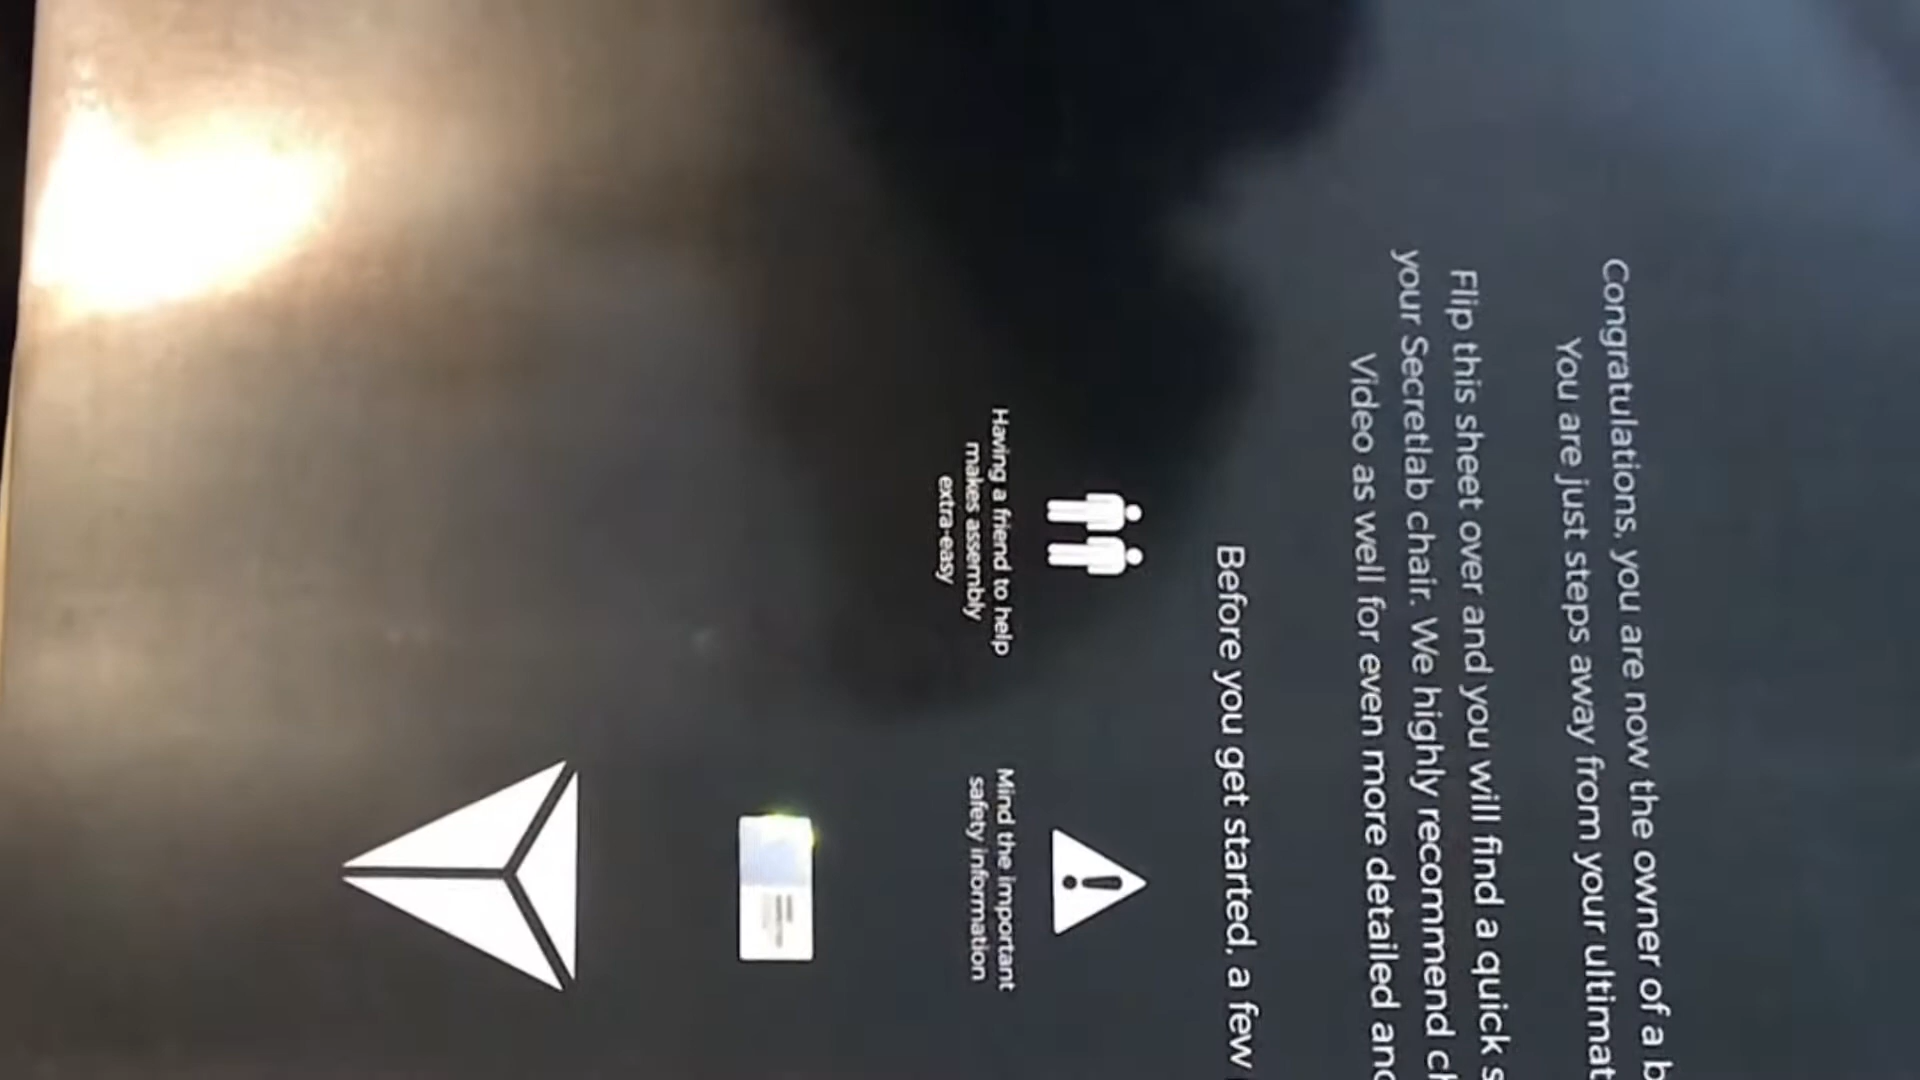 Congratulations, you are now the owner of a
You are just steps away from your
Flip this sheet over and you will find a quick
your Secretlab chair. We highly recommend
Video as well for even more detailed
Before you get started, a few
Having a friend to help
makes assembly
extra-easy
Mind the important
safety information